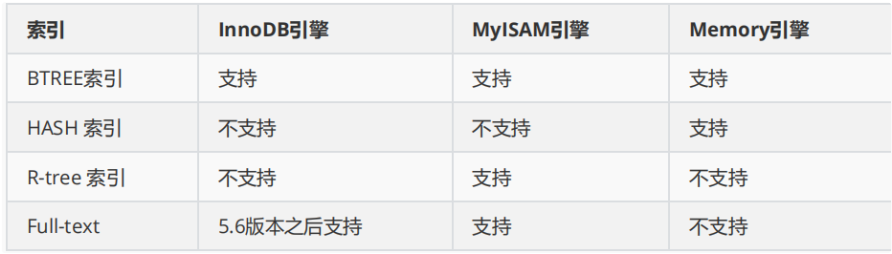 索引 InnoDB引擎 MyISAM引擎 Memory引擎
BTREE索引 支持 支持 支持
HASH 索引 不支持 不支持 支持
R-tree 索引 不支持 支持 不支持
Full-text 5.6版本之后支持 支持 不支持